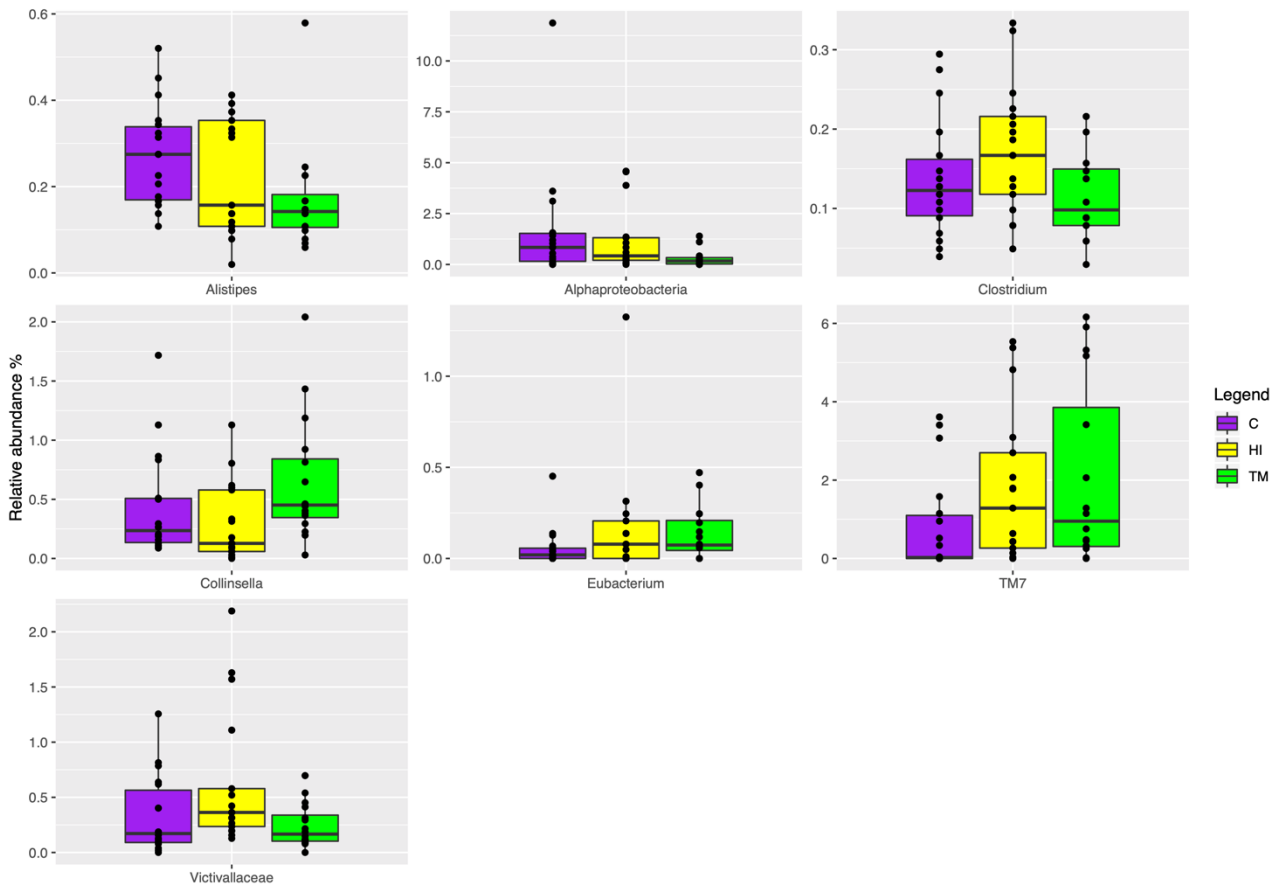 Relative abundance %
0.6
0.4
0.2
0.0
Alistipes
10.0
7.5
5.0
2.5
0.0
Alphaproteobacteria
0.3
0.2
0.1
Clostridium
2.0
1.5
1.0
0.5
0.0
Collinsella
1.0
0.5
0.0
Eubacterium
6
4
2
0
TM7
2.0
1.5
1.0
0.5
0.0
Victivallaceae
Legend
C
HI
TM